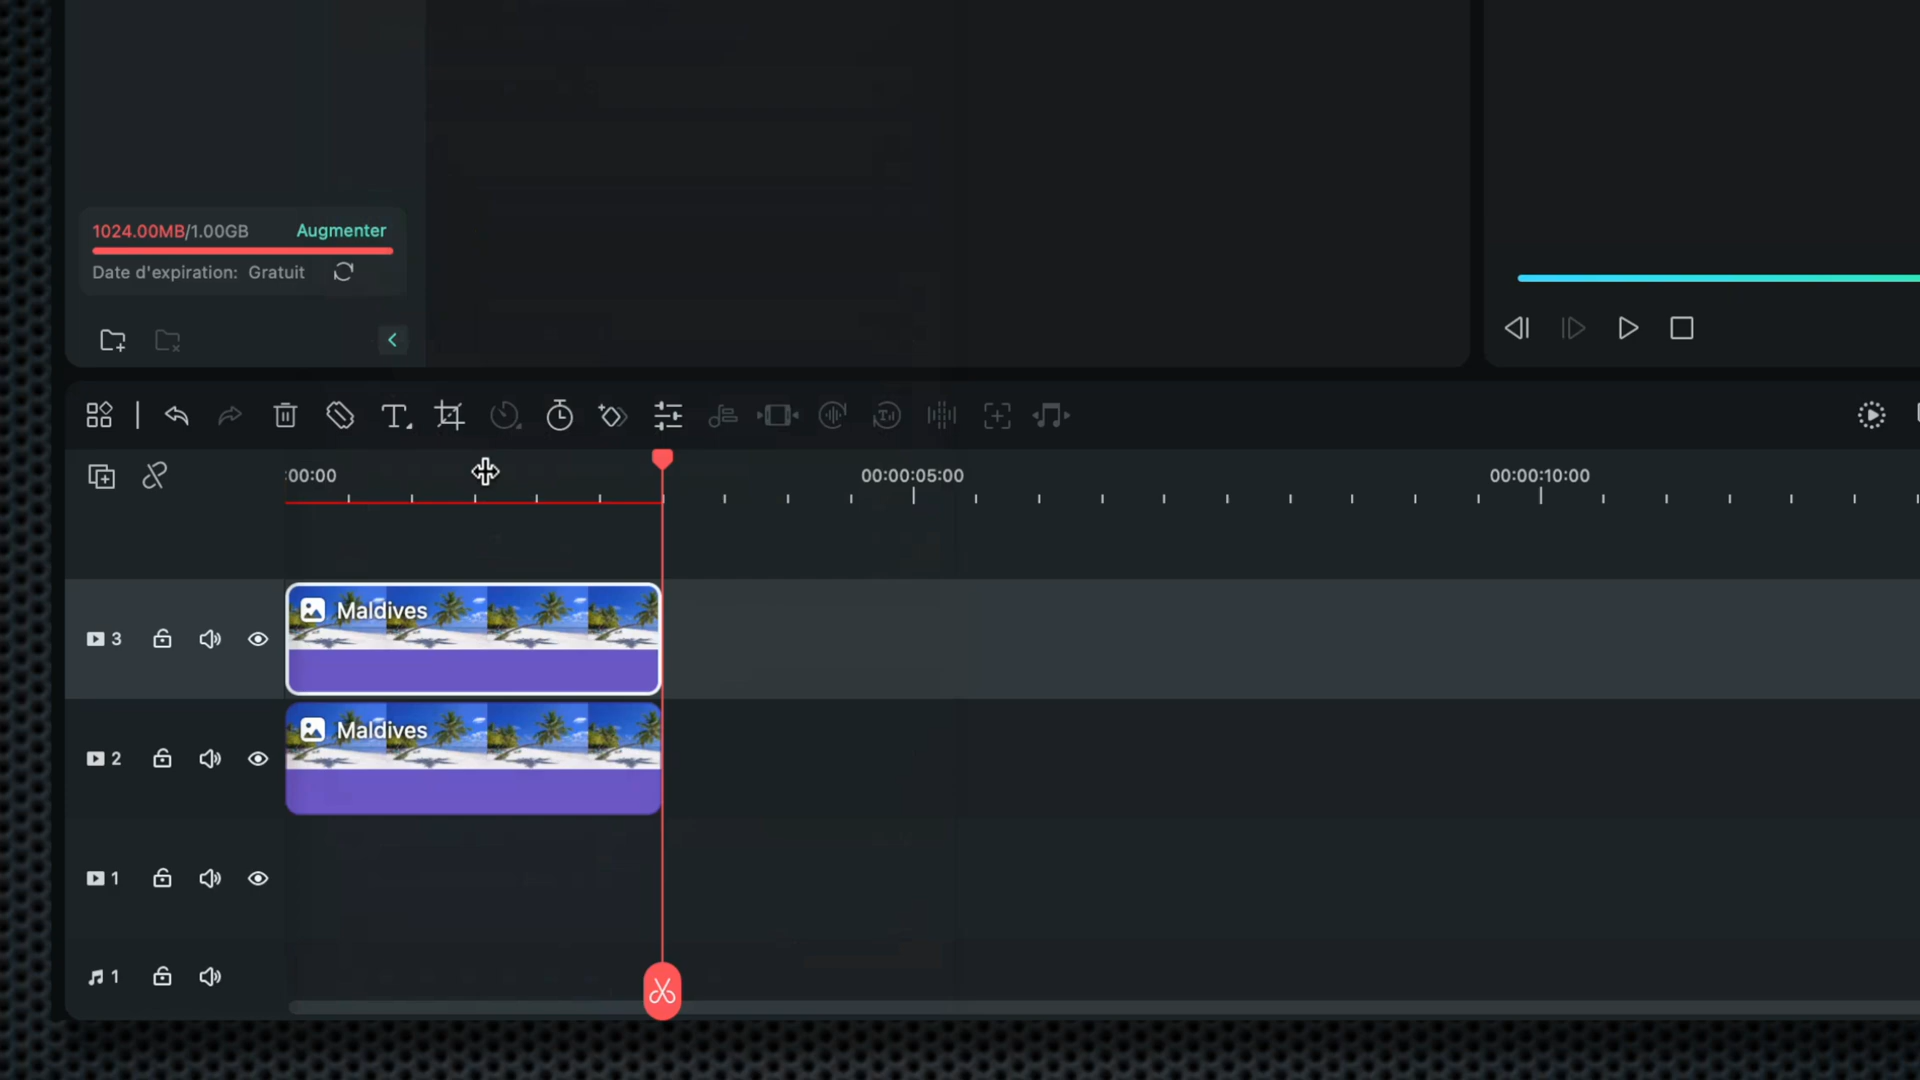 1024.00MB/1.00GB Augmenter
Date d'expiration: Gratuit
:00:00 00:00:05:00 00:00:10:00
Maldives
3
Maldives
2
1
1